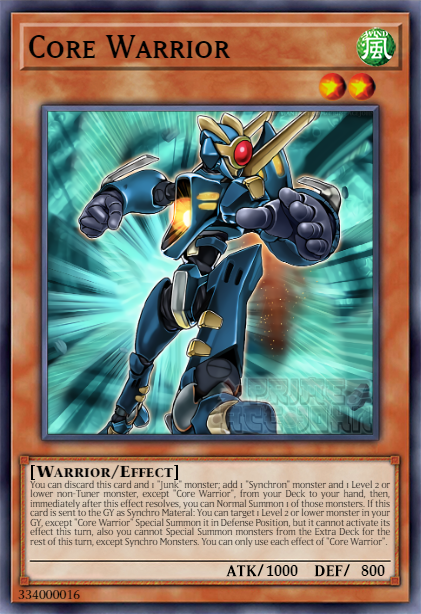 CORE WARRIOR
WIND
風
[WARRIOR/EFFECT]
You can discard this card and 1 "Junk" monster; add 1 "Synchron" monster and 1 Level 2 or
lower non-Tuner monster, except "Core Warrior", from your Deck to your hand, then,
immediately after this effect resolves, you can Normal Summon 1 of those monsters. If this
card is sent to the GY as Synchro Materal: You can target 1 Level 2 or lower monster in your
GY, except "Core Warrior" Special Summon it in Defense Position, but it cannot activate its
effect this turn, also you cannot Special Summon monsters from the Extra Deck for the
rest of this turn, except Synchro Monsters. You can only use each effect of "Core Warrior".
ATK/1000 DEF/ 800
334000016